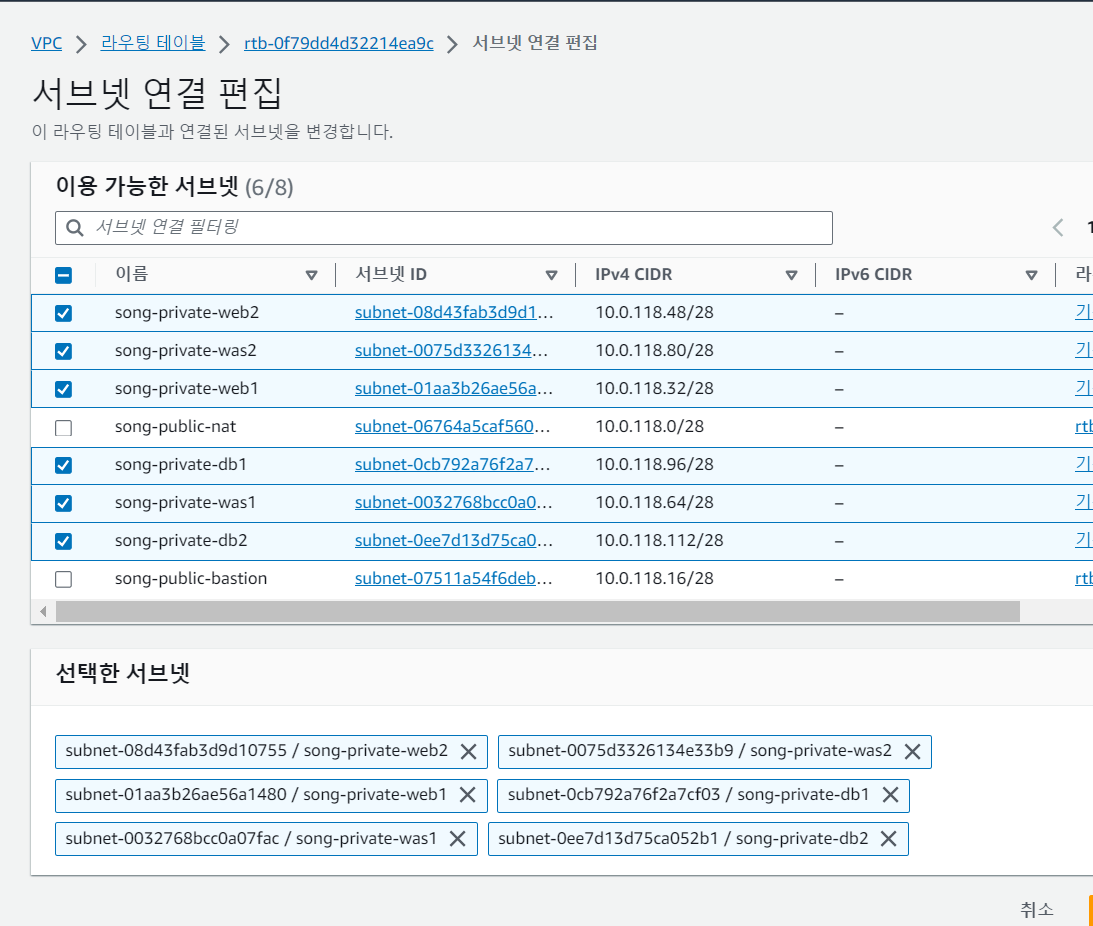 VPC > 라우팅 테이블 > rtb-0f79dd4d32214ea9c > 서브넷 연결 편집
서브넷 연결 편집
이 라우팅 테이블과 연결된 서브넷을 변경합니다.
이용 가능한 서브넷 (6/8)
서브넷 연결 필터링 1
이름 서브넷 ID IPv4 CIDR IPv6 CIDR 라
song-private-web2 subnet-08d43fab3d9d1... 10.0.118.48/28 – 기
song-private-was2 subnet-0075d3326134... 10.0.118.80/28 – 기
song-private-web1 subnet-01aa3b26ae56a... 10.0.118.32/28 – 기
song-public-nat subnet-06764a5caf560... 10.0.118.0/28 – rtb
song-private-db1 subnet-0cb792a76f2a7... 10.0.118.96/28 – 기
song-private-was1 subnet-0032768bcc0a0... 10.0.118.64/28 – 기
song-private-db2 subnet-0ee7d13d75ca0... 10.0.118.112/28 – 기
song-public-bastion subnet-07511a54f6deb... 10.0.118.16/28 – rtb
선택한 서브넷
subnet-08d43fab3d9d10755 / song-private-web2 subnet-0075d3326134e33b9 / song-private-was2
subnet-01aa3b26ae56a1480 / song-private-web1 subnet-0cb792a76f2a7cf03 / song-private-db1
subnet-0032768bcc0a07fac / song-private-was1 subnet-0ee7d13d75ca052b1 / song-private-db2
취소